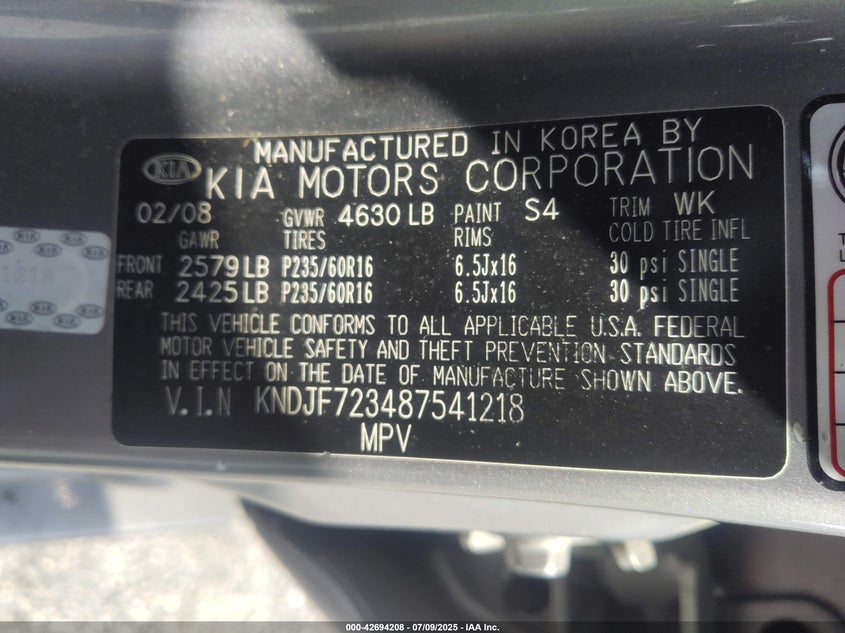 MANUFACTURED IN KOREA BY
KIA KIA MOTORS CORPORATION
02/08 GVWR 4630 LB PAINT S4 TRIM WK
GAWR TIRES RIMS COLD TIRE INFL
FRONT 2579 LB P235/60R16 6.5Jx16 30 psi SINGLE
REAR 2425 LB P235/60R16 6.5Jx16 30 psi SINGLE
THIS VEHICLE CONFORMS TO ALL APPLICABLE U.S.A. FEDERAL
MOTOR VEHICLE SAFETY AND THEFT PREVENTION STANDARDS
IN EFFECT ON THE DATE OF MANUFACTURE SHOWN ABOVE.
V.I.N KNDJF723487541218
MPV
KIA
000-42694208 - 07/09/2025 - IAA Inc.